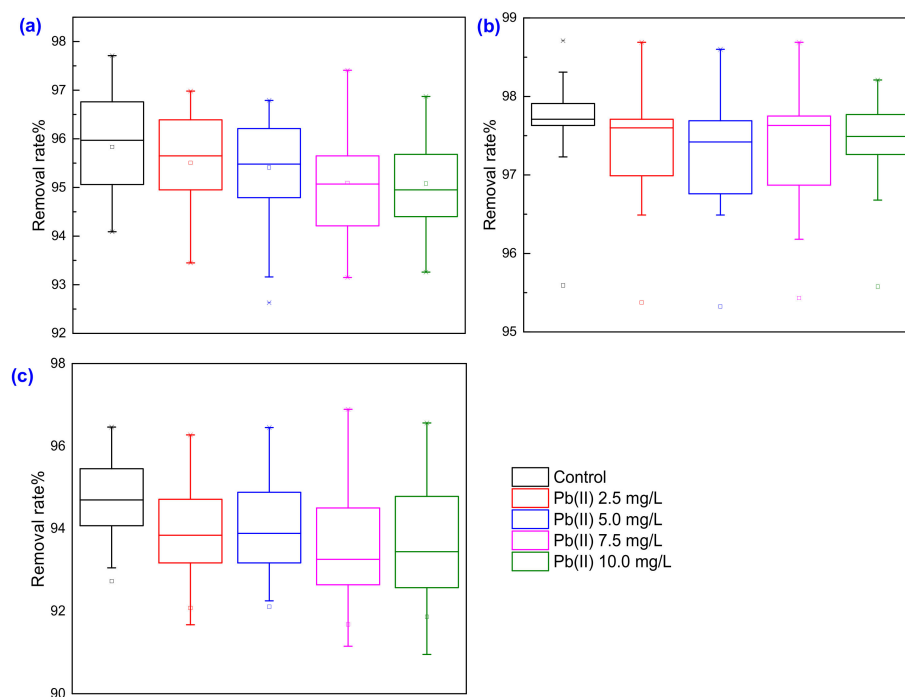 (a)
98
97
96
95
94
93
92
Removal rate%
(b)
99
98
97
96
95
Removal rate%
(c)
98
96
94
92
90
Removal rate%
Control
Pb(II) 2.5 mg/L
Pb(II) 5.0 mg/L
Pb(II) 7.5 mg/L
Pb(II) 10.0 mg/L